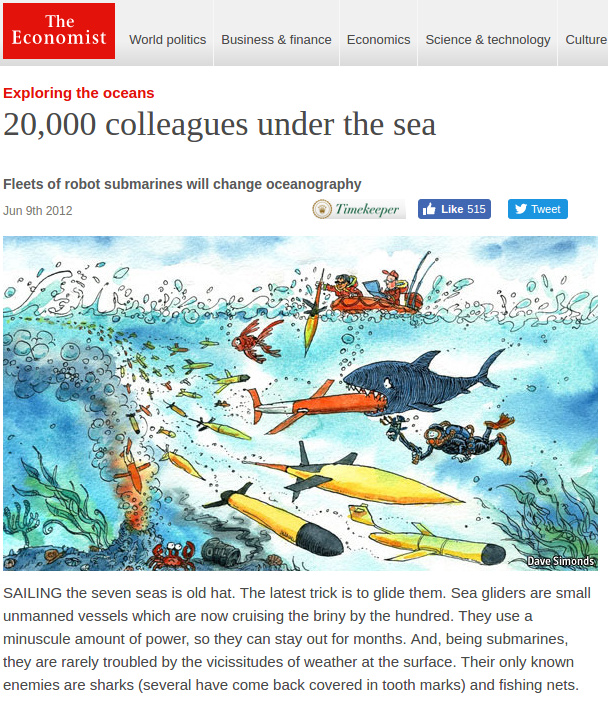 The
Economist
World politics
Business & finance
Economics
Science & technology
Culture
Exploring the oceans
20,000 colleagues under the sea
Fleets of robot submarines will change oceanography
Jun 9th 2012
Timekeeper
Like 515
Tweet
Dave Simonds
SAILING the seven seas is old hat. The latest trick is to glide them. Sea gliders are small
unmanned vessels which are now cruising the briny by the hundred. They use a
minuscule amount of power, so they can stay out for months. And, being submarines,
they are rarely troubled by the vicissitudes of weather at the surface. Their only known
enemies are sharks (several have come back covered in tooth marks) and fishing nets.